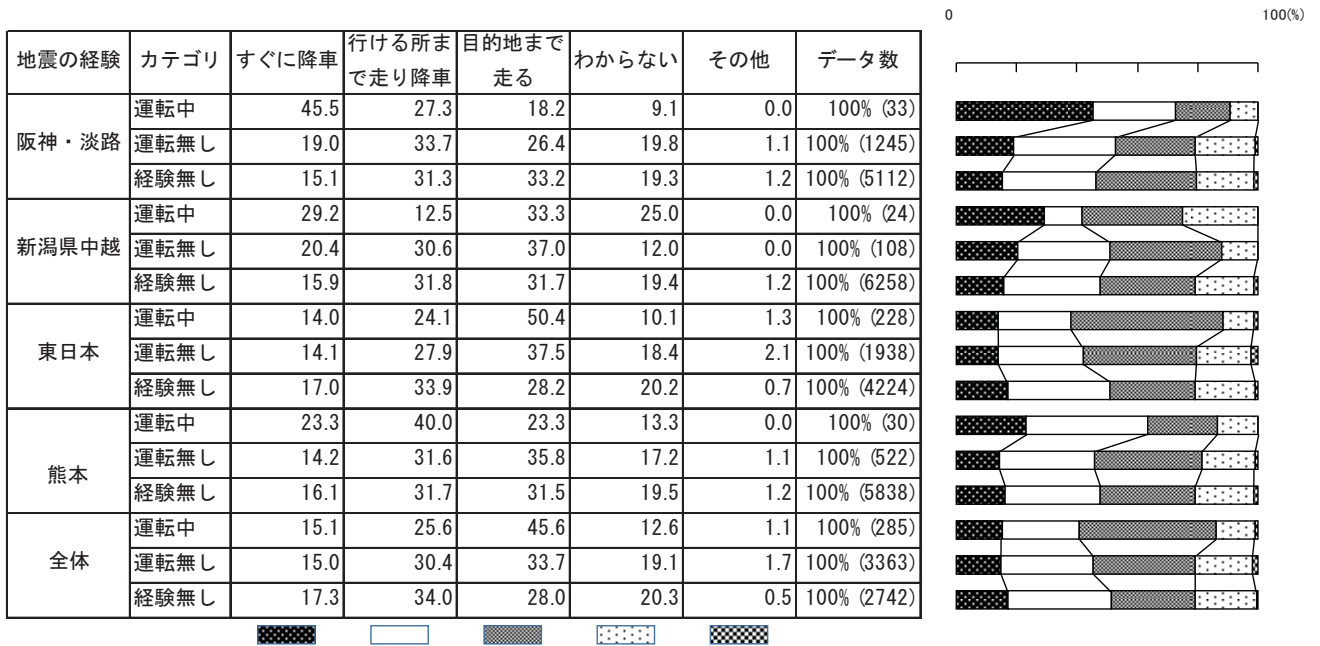 0 100(%)
地震の経験 カテゴリ すぐに降車 行ける所まで走り降車 目的地まで走る わからない その他 データ数
阪神・淡路 運転中 45.5 27.3 18.2 9.1 0.0 100% (33)
運転無し 19.0 33.7 26.4 19.8 1.1 100% (1245)
経験無し 15.1 31.3 33.2 19.3 1.2 100% (5112)
新潟県中越 運転中 29.2 12.5 33.3 25.0 0.0 100% (24)
運転無し 20.4 30.6 37.0 12.0 0.0 100% (108)
経験無し 15.9 31.8 31.7 19.4 1.2 100% (6258)
東日本 運転中 14.0 24.1 50.4 10.1 1.3 100% (228)
運転無し 14.1 27.9 37.5 18.4 2.1 100% (1938)
経験無し 17.0 33.9 28.2 20.2 0.7 100% (4224)
熊本 運転中 23.3 40.0 23.3 13.3 0.0 100% (30)
運転無し 14.2 31.6 35.8 17.2 1.1 100% (522)
経験無し 16.1 31.7 31.5 19.5 1.2 100% (5838)
全体 運転中 15.1 25.6 45.6 12.6 1.1 100% (285)
運転無し 15.0 30.4 33.7 19.1 1.7 100% (3363)
経験無し 17.3 34.0 28.0 20.3 0.5 100% (2742)